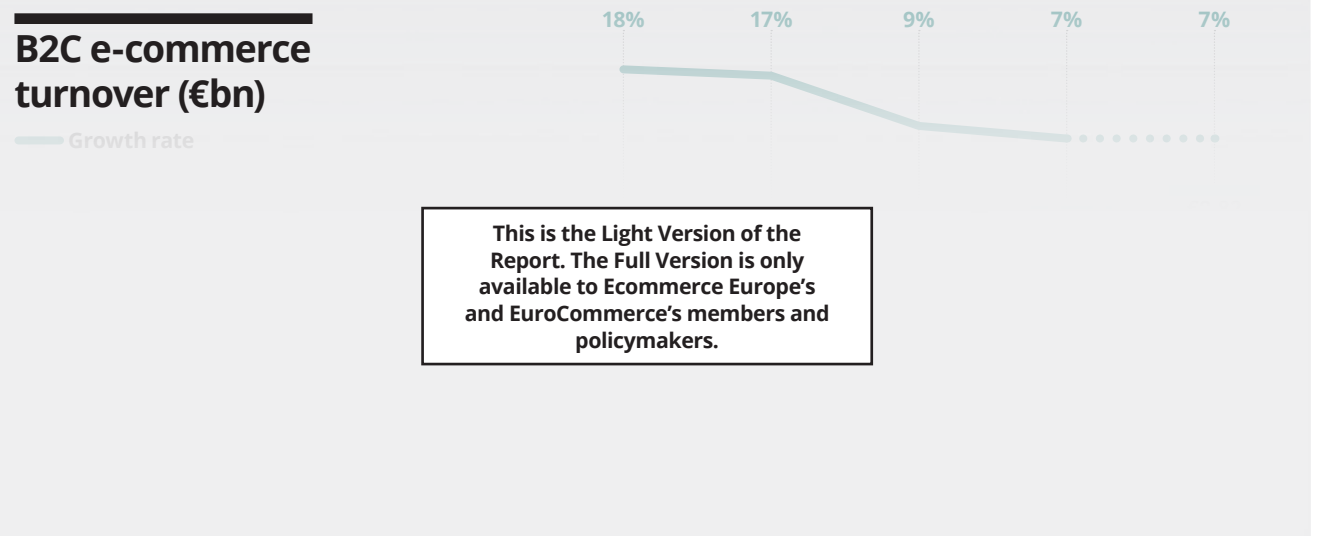 18% 17% 9% 7% 7%
B2C e-commerce
turnover (€bn)
Growth rate
This is the Light Version of the
Report. The Full Version is only
available to Ecommerce Europe’s
and EuroCommerce’s members and
policymakers.